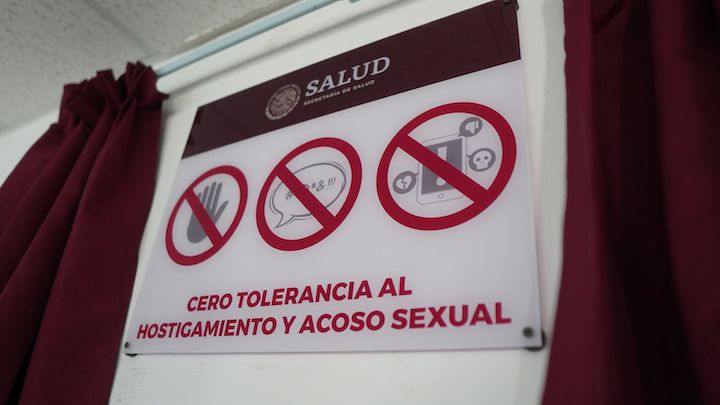 SALUD
SECRETARÍA DE SALUD
#@*&!!!
CERO TOLERANCIA AL
HOSTIGAMIENTO Y ACOSO SEXUAL